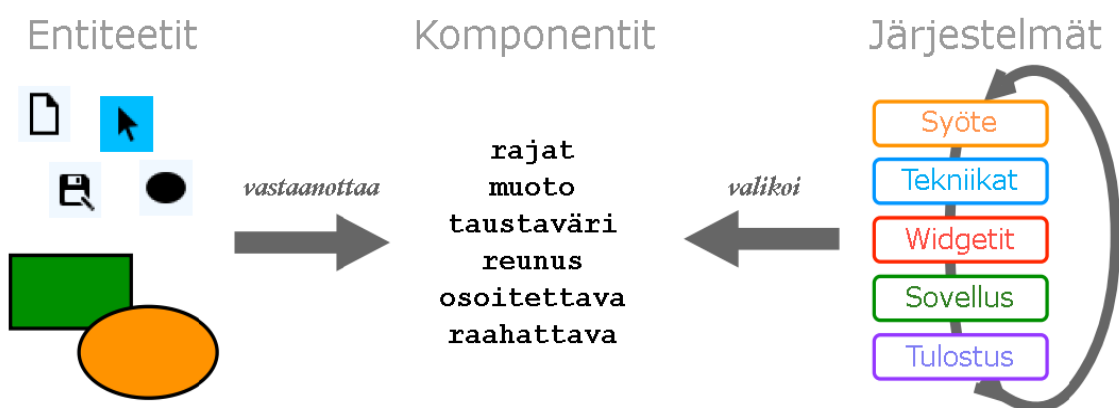 Entiteetit
Komponentit
Järjestelmät
vastaanottaa
rajat
muoto
taustaväri
reunus
osoitettava
raahattava
valikoi
Syöte
Tekniikat
Widgetit
Sovellus
Tulostus